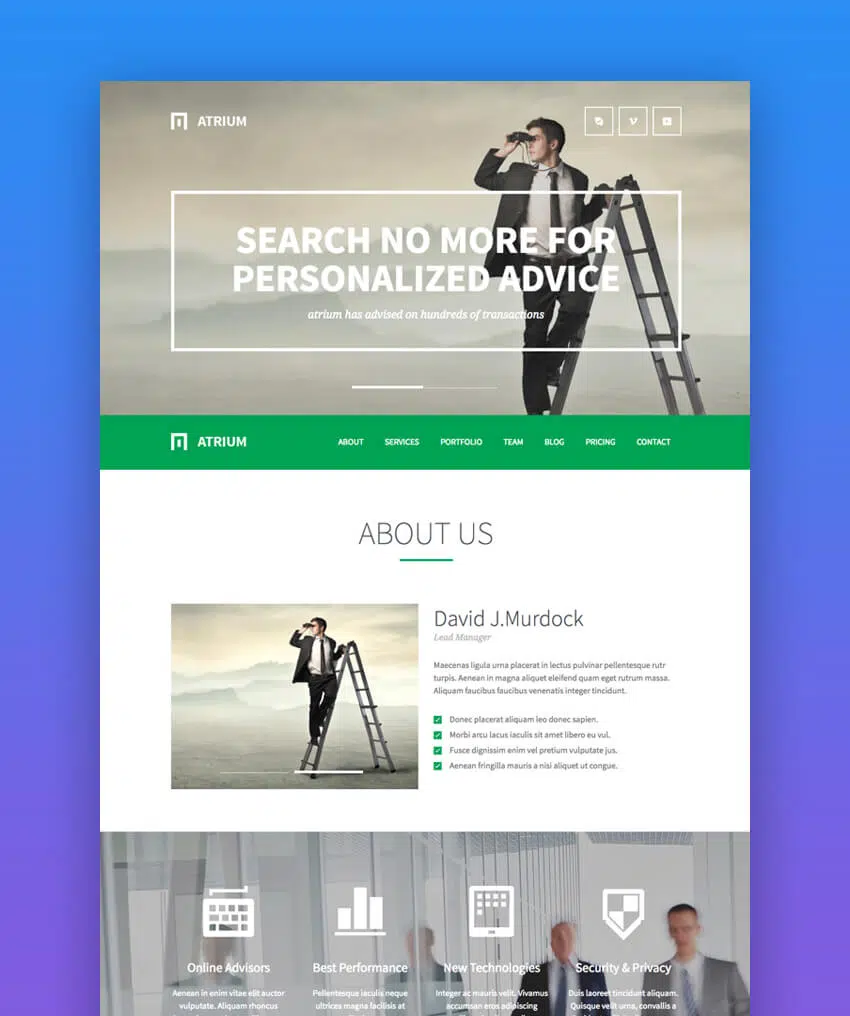 ATRIUM
SEARCH NO MORE FOR
PERSONALIZED ADVICE
atrium has advised on hundreds of transactions
ATRIUM
ABOUT
SERVICES
PORTFOLIO
TEAM
BLOG
PRICING
CONTACT
ABOUT US
David J.Murdock
Lead Manager
Maecenas ligula urna placerat in lectus pulvinar pellentesque rutr
turpis. Aenean in magna aliquet eleifend quam eget rutrum massa.
Aliquam faucibus faucibus venenatis integer tincidunt.
Donec placerat aliquam leo donec sapien.
Morbi arcu lacus iaculis sit amet libero eu vul.
Fusce dignissim enim vel pretium vulputate jus.
Aenean fringilla mauris a nisi aliquet ut congue.
Online Advisors
Aenean in enim vitae elit auctor
vulputate. Aliquam rhoncus
Best Performance
Pellentesque iaculis neque
ultrices magna facilisis at
New Technologies
Integer ac mauris velit. Vivamus
accumsan eros adipiscing
Security & Privacy
Duis laoreet tincidunt aliquam.
Quisque velit urna, convallis a